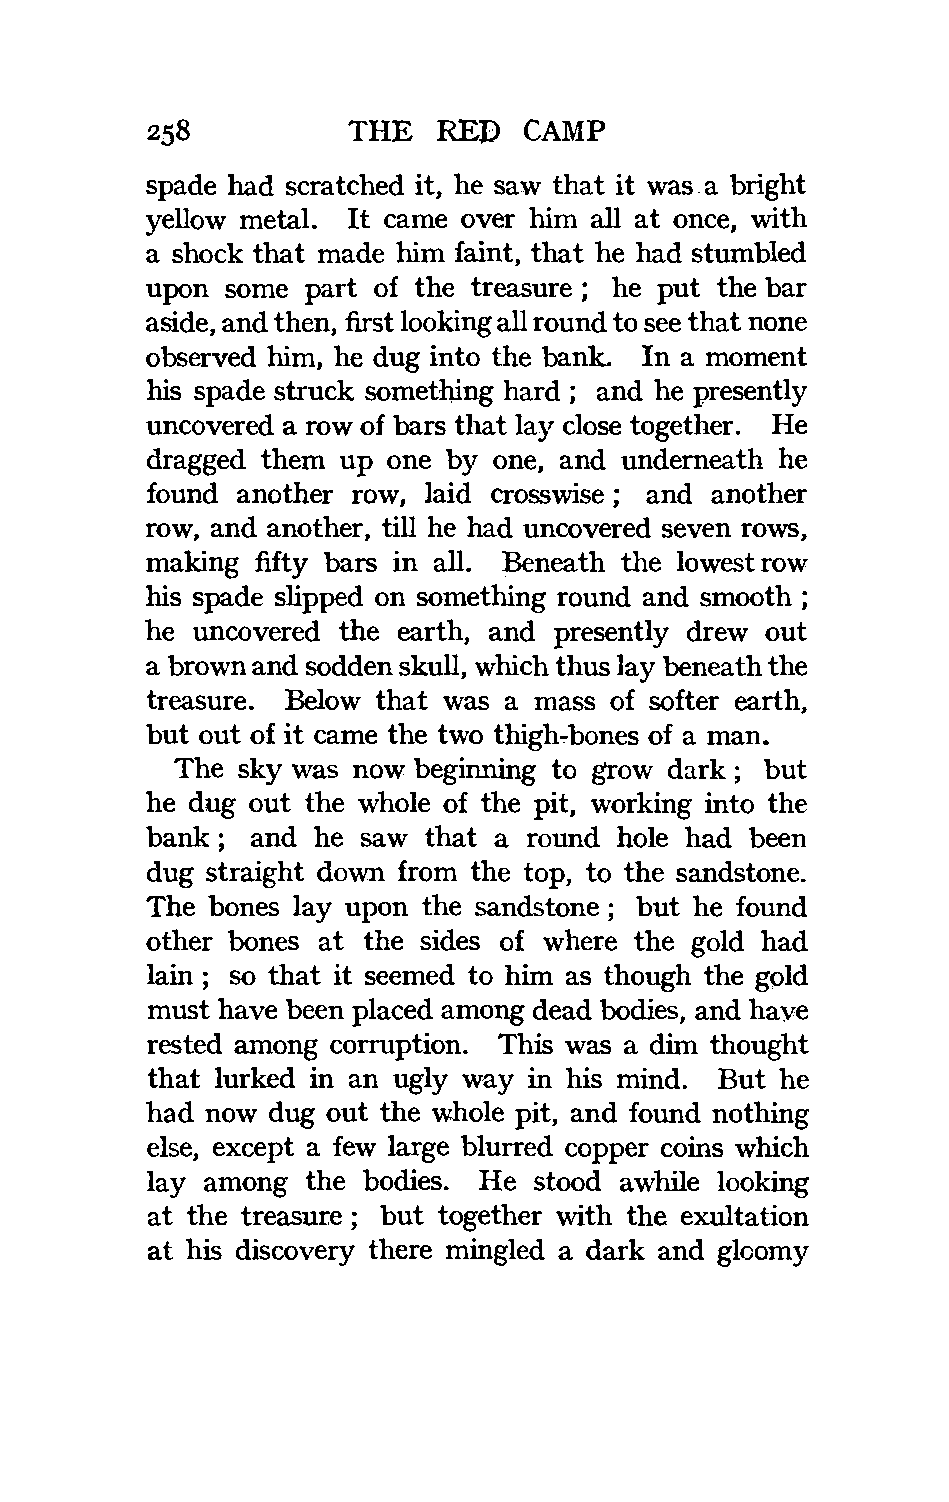 258 THE RED CAMP
spade had scratched it, he saw that it was a bright
yellow metal. It came over him all at once, with
a shock that made him faint, that he had stumbled
upon some part of the treasure ; he put the bar
aside, and then, first looking all round to see that none
observed him, he dug into the bank. In a moment
his spade struck something hard ; and he presently
uncovered a row of bars that lay close together. He
dragged them up one by one, and underneath he
found another row, laid crosswise ; and another
row, and another, till he had uncovered seven rows,
making fifty bars in all. Beneath the lowest row
his spade slipped on something round and smooth ;
he uncovered the earth, and presently drew out
a brown and sodden skull, which thus lay beneath the
treasure. Below that was a mass of softer earth,
but out of it came the two thigh-bones of a man.
The sky was now beginning to grow dark ; but
he dug out the whole of the pit, working into the
bank ; and he saw that a round hole had been
dug straight down from the top, to the sandstone.
The bones lay upon the sandstone ; but he found
other bones at the sides of where the gold had
lain ; so that it seemed to him as though the gold
must have been placed among dead bodies, and have
rested among corruption. This was a dim thought
that lurked in an ugly way in his mind. But he
had now dug out the whole pit, and found nothing
else, except a few large blurred copper coins which
lay among the bodies. He stood awhile looking
at the treasure ; but together with the exultation
at his discovery there mingled a dark and gloomy